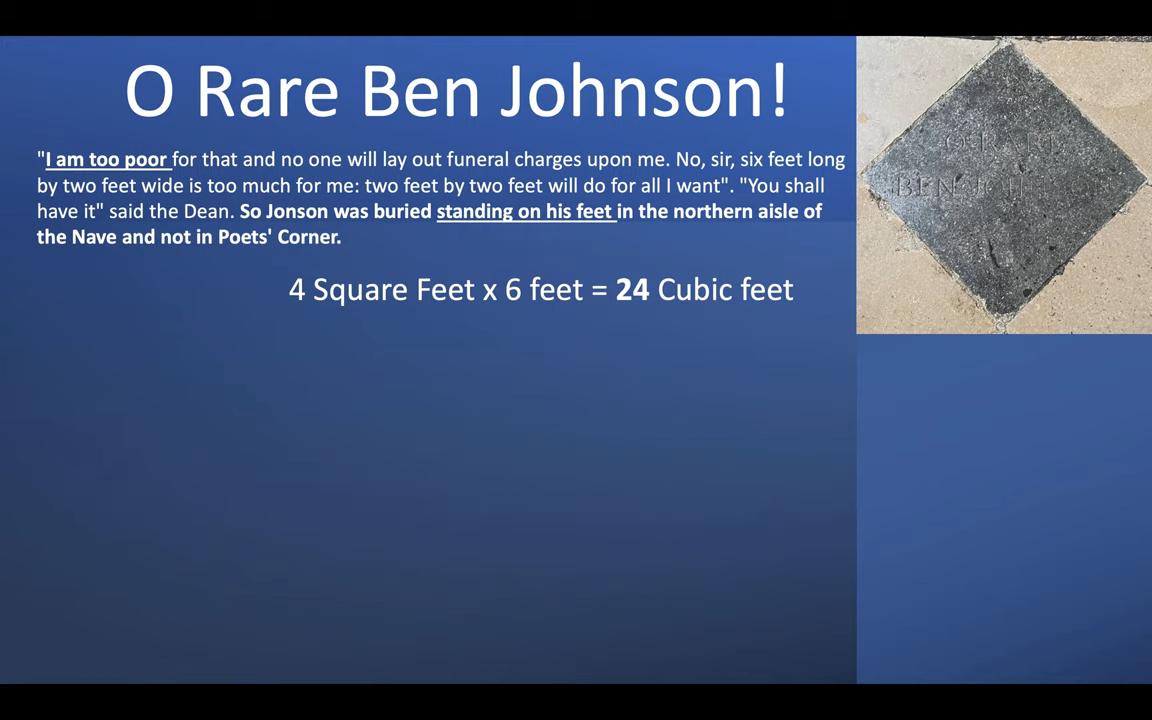 O Rare Ben Johnson!
"I am too poor for that and no one will lay out funeral charges upon me. No, sir, six feet long
by two feet wide is too much for me: two feet by two feet will do for all I want". "You shall
have it" said the Dean. So Jonson was buried standing on his feet in the northern aisle of
the Nave and not in Poets' Corner.
4 Square Feet x 6 feet = 24 Cubic feet
O RARE
BEN